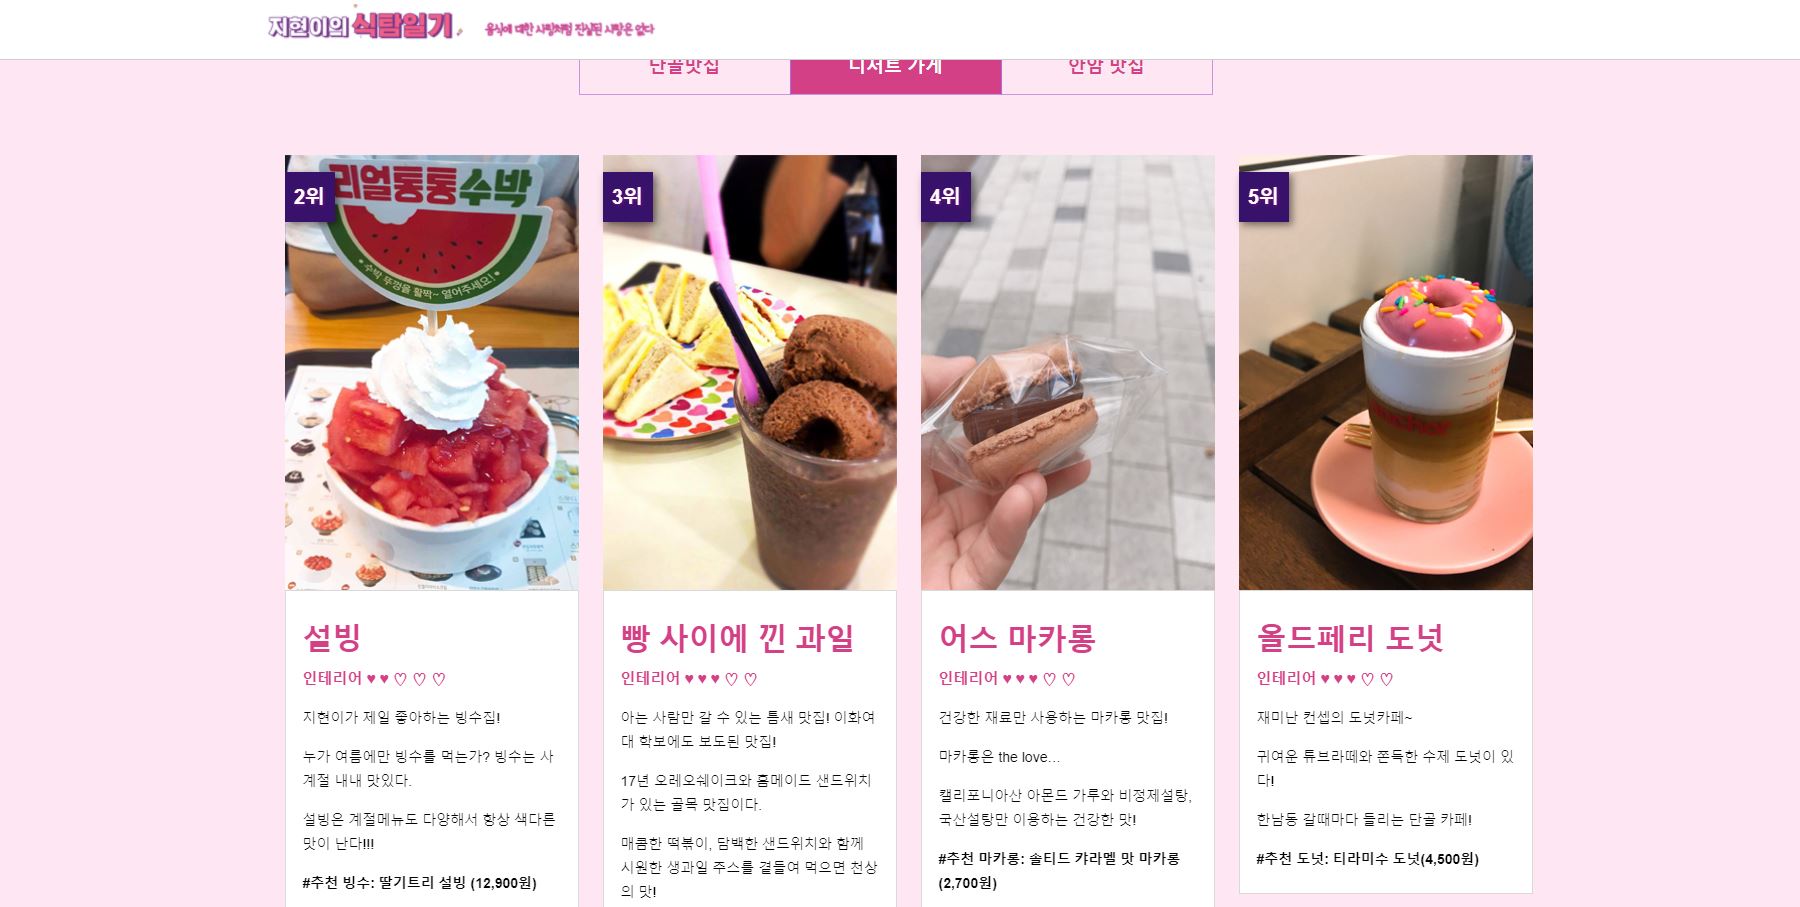 지현이의 식탐일기
음식에 대한 사랑처럼 진실된 사랑은 없다
단골맛집
디저트 가게
안암 맛집
2위
리얼통통수박
수박 뚜껑을 활짝~ 열어주세요!
3위
4위
5위
설빙
인테리어 ♥ ♥ ♡ ♡ ♡
지현이가 제일 좋아하는 빙수집!
누가 여름에만 빙수를 먹는가? 빙수는 사
계절 내내 맛있다.
설빙은 계절메뉴도 다양해서 항상 색다른
맛이 난다!!!
#추천 빙수: 딸기트리 설빙 (12,900원)
빵 사이에 낀 과일
인테리어 ♥ ♥ ♥ ♡ ♡
아는 사람만 갈 수 있는 틈새 맛집! 이화여
대 학보에도 보도된 맛집!
17년 오레오쉐이크와 홈메이드 샌드위치
가 있는 골목 맛집이다.
매콤한 떡볶이, 담백한 샌드위치와 함께
시원한 생과일 주스를 곁들여 먹으면 천상
의 맛!
어스 마카롱
인테리어 ♥ ♥ ♥ ♡ ♡
건강한 재료만 사용하는 마카롱 맛집!
마카롱은 the love...
캘리포니아산 아몬드 가루와 비정제설탕,
국산설탕만 이용하는 건강한 맛!
#추천 마카롱: 솔티드 캬라멜 맛 마카롱
(2,700원)
올드페리 도넛
인테리어 ♥ ♥ ♥ ♡ ♡
재미난 컨셉의 도넛카페~
귀여운 튜브라떼와 쫀득한 수제 도넛이 있
다!
한남동 갈때마다 들리는 단골 카페!
#추천 도넛: 티라미수 도넛(4,500원)